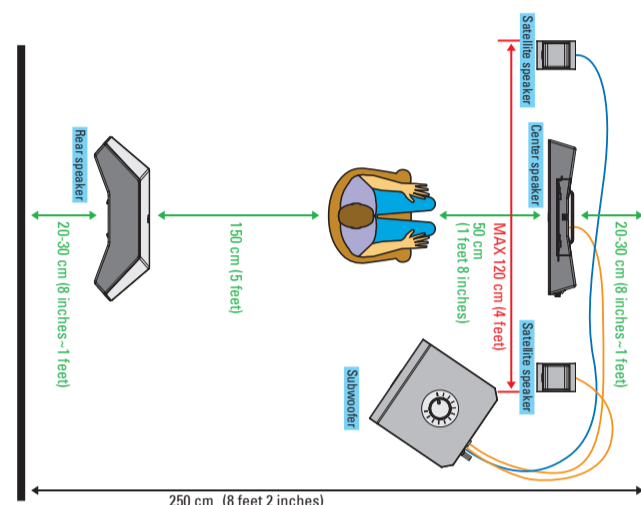 Satellite speaker
Center speaker
Satellite speaker
20-30 cm (8 inches~1 feet)
MAX 120 cm (4 feet)
50 cm
(1 feet 8 inches)
Subwoofer
150 cm (5 feet)
Rear speaker
20-30 cm (8 inches~1 feet)
250 cm (8 feet 2 inches)